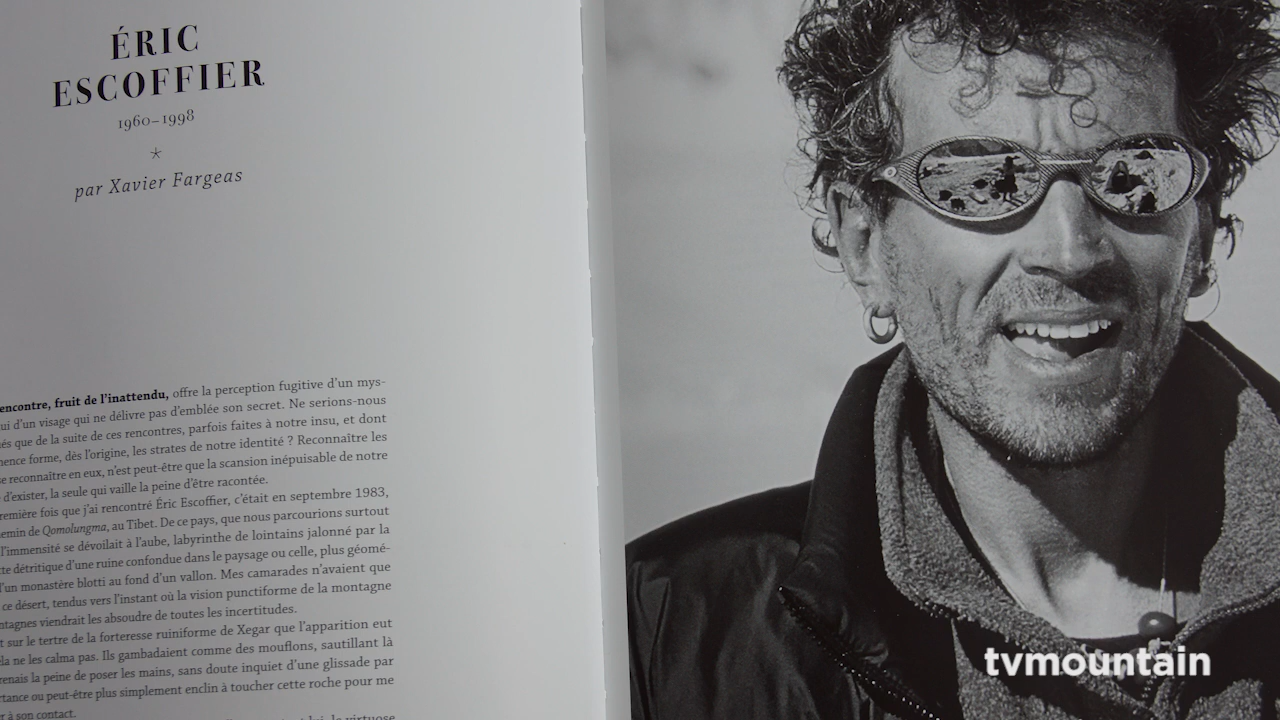 ÉRIC
ESCOFFIER
1960–1998
*
par Xavier Fargeas
encontre, fruit de l'inattendu, offre la perception fugitive d'un mys-
ui d'un visage qui ne délivre pas d'emblée son secret. Ne serions-nous
és que de la suite de ces rencontres, parfois faites à notre insu, et dont
mence forme, dès l'origine, les strates de notre identité ? Reconnaître les
se reconnaître en eux, n'est peut-être que la scansion inépuisable de notre
d'exister, la seule qui vaille la peine d'être racontée.
remière fois que j'ai rencontré Éric Escoffier, c'était en septembre 1983,
emin de Qomolungma, au Tibet. De ce pays, que nous parcourions surtout
l'immensité se dévoilait à l'aube, labyrinthe de lointains jalonné par la
tte détritique d'une ruine confondue dans le paysage ou celle, plus géomé-
d'un monastère blotti au fond d'un vallon. Mes camarades n'avaient que
ce désert, tendus vers l'instant où la vision punctiforme de la montagne
ntagnes viendrait les absoudre de toutes les incertitudes.
t sur le tertre de la forteresse ruiniforme de Xegar que l'apparition eut
la ne les calma pas. Ils gambadaient comme des mouflons, sautillant là
renais la peine de poser les mains, sans doute inquiet d'une glissade par
rtance ou peut-être plus simplement enclin à toucher cette roche pour me
r à son contact.
lui, le virtuose
tvmountain